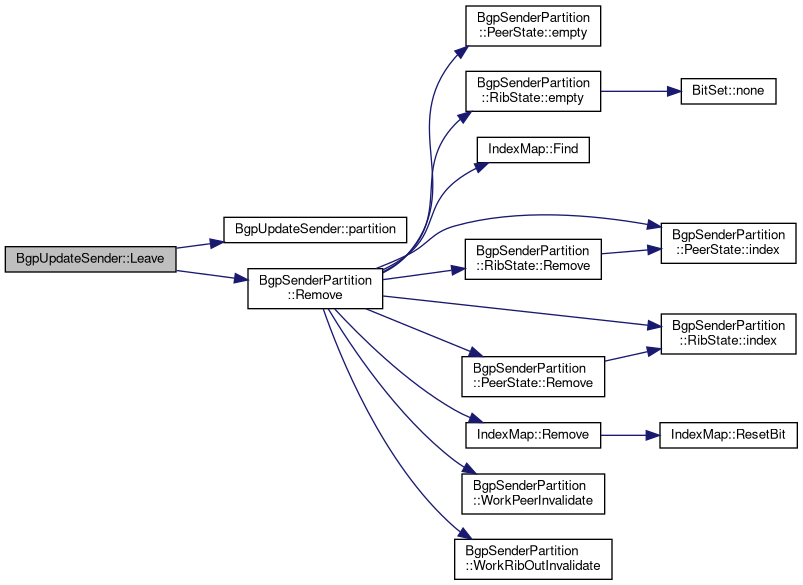 BgpSenderPartition
::PeerState::empty
BgpSenderPartition
::RibState::empty
BitSet::none
IndexMap::Find
BgpUpdateSender::partition
BgpSenderPartition
::PeerState::index
BgpUpdateSender::Leave
BgpSenderPartition
::RibState::Remove
BgpSenderPartition
::Remove
BgpSenderPartition
::RibState::index
BgpSenderPartition
::PeerState::Remove
IndexMap::Remove
IndexMap::ResetBit
BgpSenderPartition
::WorkPeerInvalidate
BgpSenderPartition
::WorkRibOutInvalidate